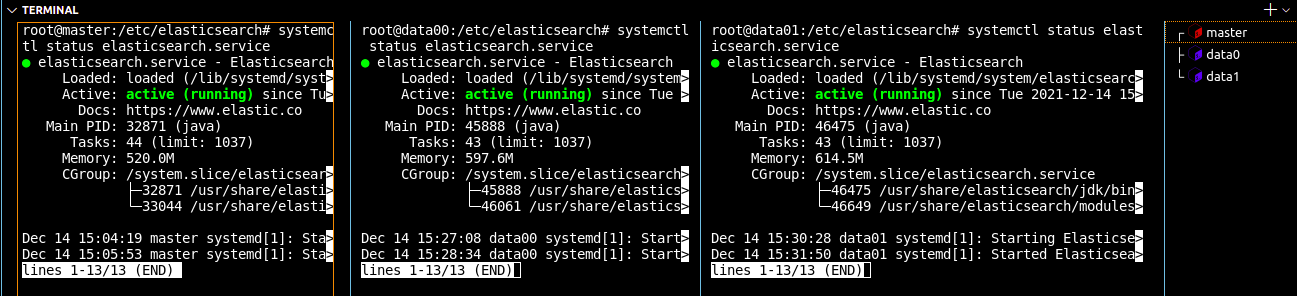 TERMINAL
root@master:/etc/elasticsearch# systemc
tl status elasticsearch.service
● elasticsearch.service - Elasticsearch
Loaded: loaded (/lib/systemd/syst>
Active: active (running) since Tu>
Docs: https://www.elastic.co
Main PID: 32871 (java)
Tasks: 44 (limit: 1037)
Memory: 520.0M
CGroup: /system.slice/elasticsear>
├─32871 /usr/share/elasti>
└─33044 /usr/share/elasti>
Dec 14 15:04:19 master systemd[1]: Sta>
Dec 14 15:05:53 master systemd[1]: Sta>
lines 1-13/13 (END)
root@data00:/etc/elasticsearch# systemctl
status elasticsearch.service
● elasticsearch.service - Elasticsearch
Loaded: loaded (/lib/systemd/system>
Active: active (running) since Tue >
Docs: https://www.elastic.co
Main PID: 45888 (java)
Tasks: 43 (limit: 1037)
Memory: 597.6M
CGroup: /system.slice/elasticsearch>
├─45888 /usr/share/elastics>
└─46061 /usr/share/elastics>
Dec 14 15:27:08 data00 systemd[1]: Start>
Dec 14 15:28:34 data00 systemd[1]: Start>
lines 1-13/13 (END)
root@data01:/etc/elasticsearch# systemctl status elast
icsearch.service
● elasticsearch.service - Elasticsearch
Loaded: loaded (/lib/systemd/system/elasticsearc>
Active: active (running) since Tue 2021-12-14 15>
Docs: https://www.elastic.co
Main PID: 46475 (java)
Tasks: 43 (limit: 1037)
Memory: 614.5M
CGroup: /system.slice/elasticsearch.service
├─46475 /usr/share/elasticsearch/jdk/bin>
└─46649 /usr/share/elasticsearch/modules>
Dec 14 15:30:28 data01 systemd[1]: Starting Elasticse>
Dec 14 15:31:50 data01 systemd[1]: Started Elasticsea>
lines 1-13/13 (END)
master
data0
data1